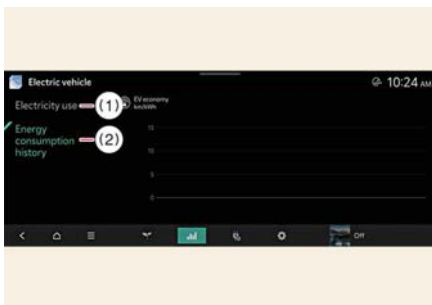 Electric vehicle
10:24 AM
Electricity use
(1)
EV economy
km/kWh
Energy
consumption
history
(2)
15
10
5
0
Off